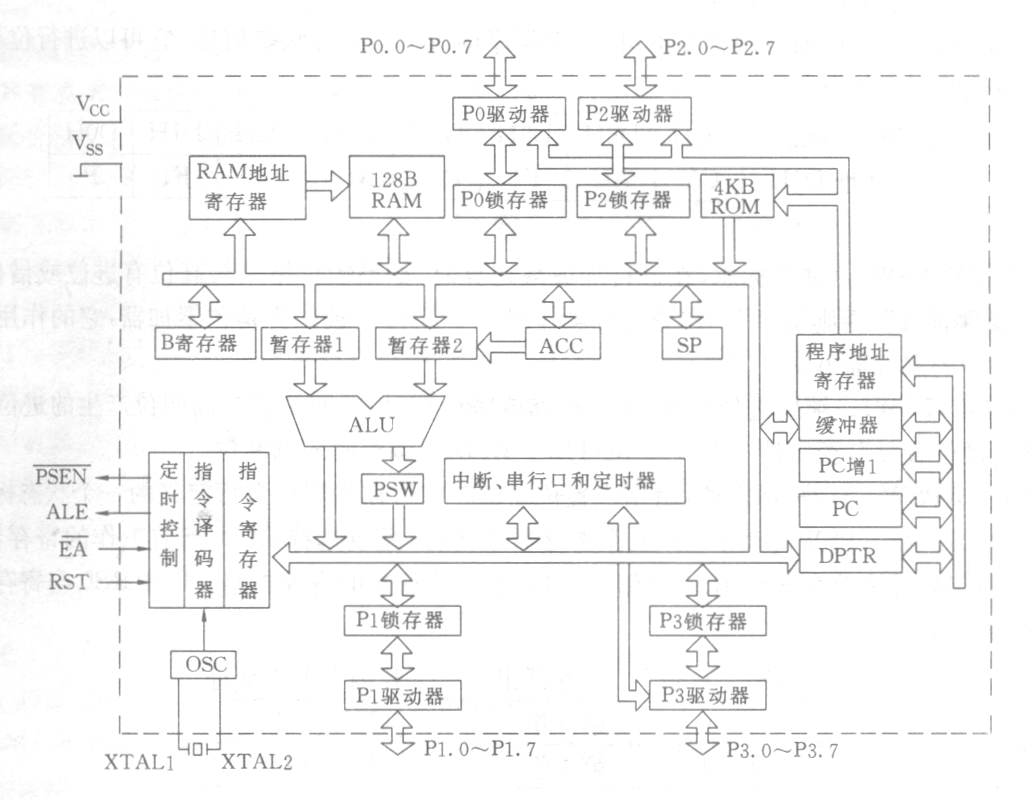 P0.0～P0.7
P2.0～P2.7
VCC
VSS
P0驱动器
P2驱动器
RAM地址
寄存器
128B
RAM
P0锁存器
P2锁存器
4KB
ROM
B寄存器
暂存器1
暂存器2
ACC
SP
程序地址
寄存器
ALU
缓冲器
PSEN
ALE
EA
RST
定时控制
指令译码器
指令寄存器
PSW
中断、串行口和定时器
PC增1
PC
DPTR
P1锁存器
P3锁存器
OSC
P1驱动器
P3驱动器
XTAL1
XTAL2
P1.0～P1.7
P3.0～P3.7